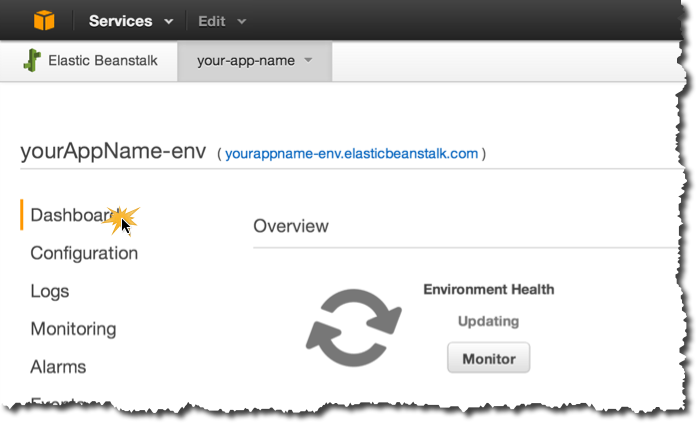 Services Edit
Elastic Beanstalk your-app-name
yourAppName-env ( yourappname-env.elasticbeanstalk.com )
Dashboard
Overview
Configuration
Environment Health
Logs
Updating
Monitoring
Monitor
Alarms
Events